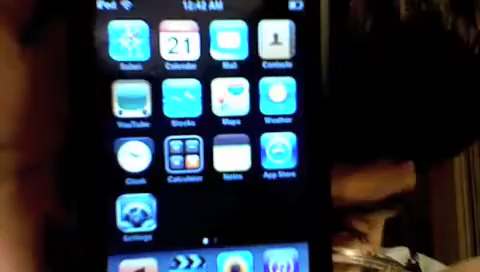 iPod 12:42 AM
21
Safari Calendar Mail Contacts
YouTube Stocks Maps Weather
Clock Calculator Notes App Store
Settings